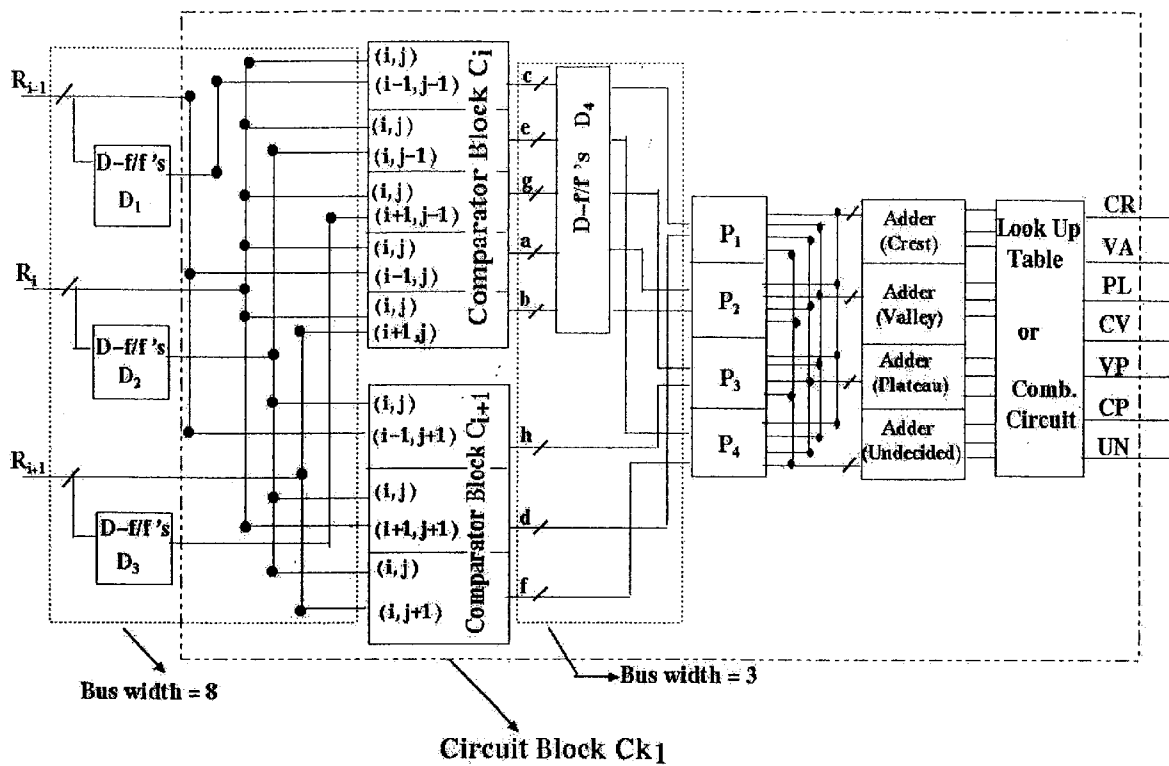 R_{i-1}
D-f/f's
D_1
R_i
D-f/f's
D_2
R_{i+1}
D-f/f's
D_3
(i,j)
(i-1,j-1)
(i,j)
(i,j-1)
(i,j)
(i+1,j-1)
(i,j)
(i-1,j)
(i,j)
(i+1,j)
Comparator Block C_i
(i,j)
(i-1,j+1)
(i,j)
(i+1,j+1)
(i,j)
(i,j+1)
Comparator Block C_{i+1}
c
e
g
a
b
h
d
f
D-f/f's D_4
P_1
P_2
P_3
P_4
Adder
(Crest)
Adder
(Valley)
Adder
(Plateau)
Adder
(Undecided)
Look Up
Table
or
Comb.
Circuit
CR
VA
PL
CV
VP
CP
UN
Bus width = 8
Bus width = 3
Circuit Block Ck1